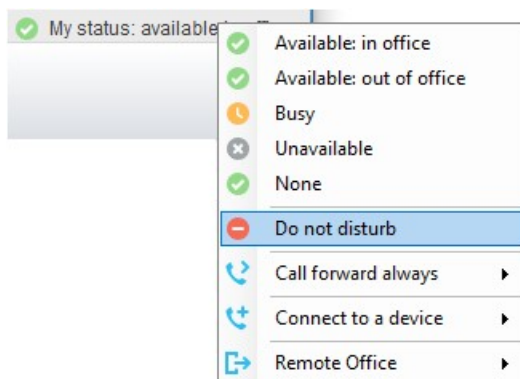 My status: available
Available: in office
Available: out of office
Busy
Unavailable
None
Do not disturb
Call forward always
Connect to a device
Remote Office